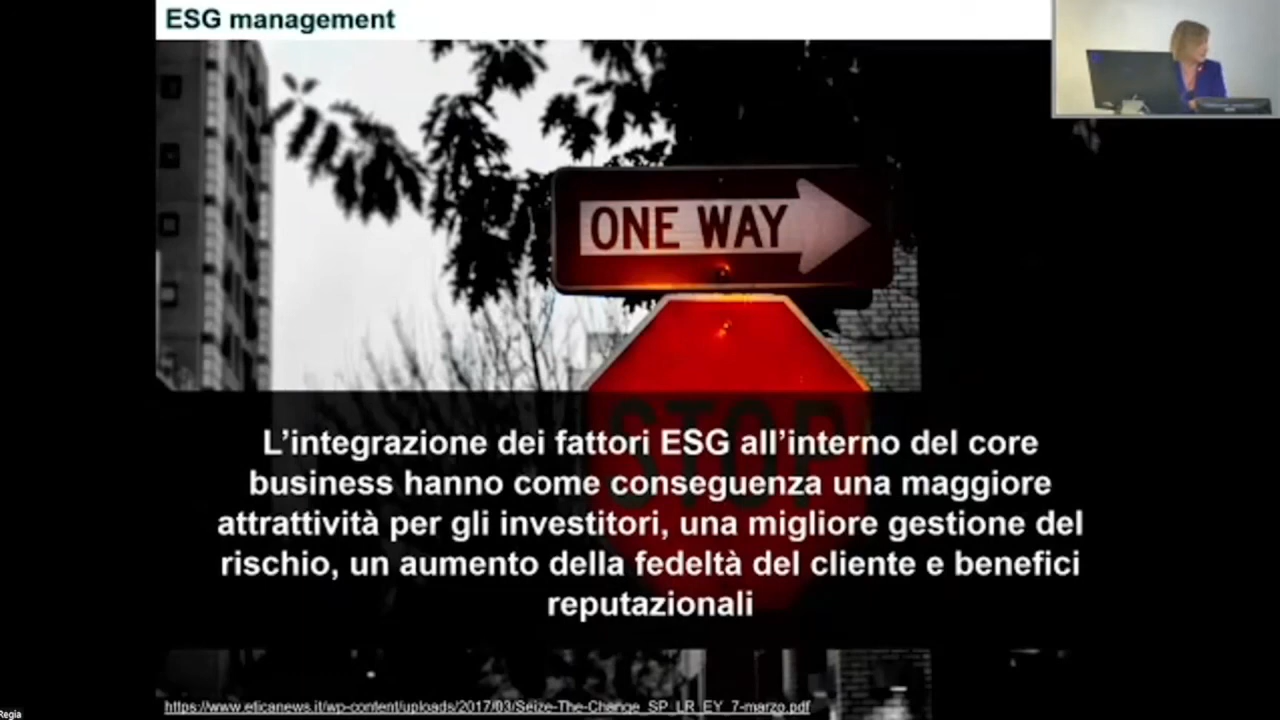 ESG management
ONE WAY
STOP
L’integrazione dei fattori ESG all’interno del core
business hanno come conseguenza una maggiore
attrattività per gli investitori, una migliore gestione del
rischio, un aumento della fedeltà del cliente e benefici
reputazionali
https://www.eticanews.it/wp-content/uploads/2017/03/Seize-The-Change_SP_LR_EY_7-marzo.pdf
Regia